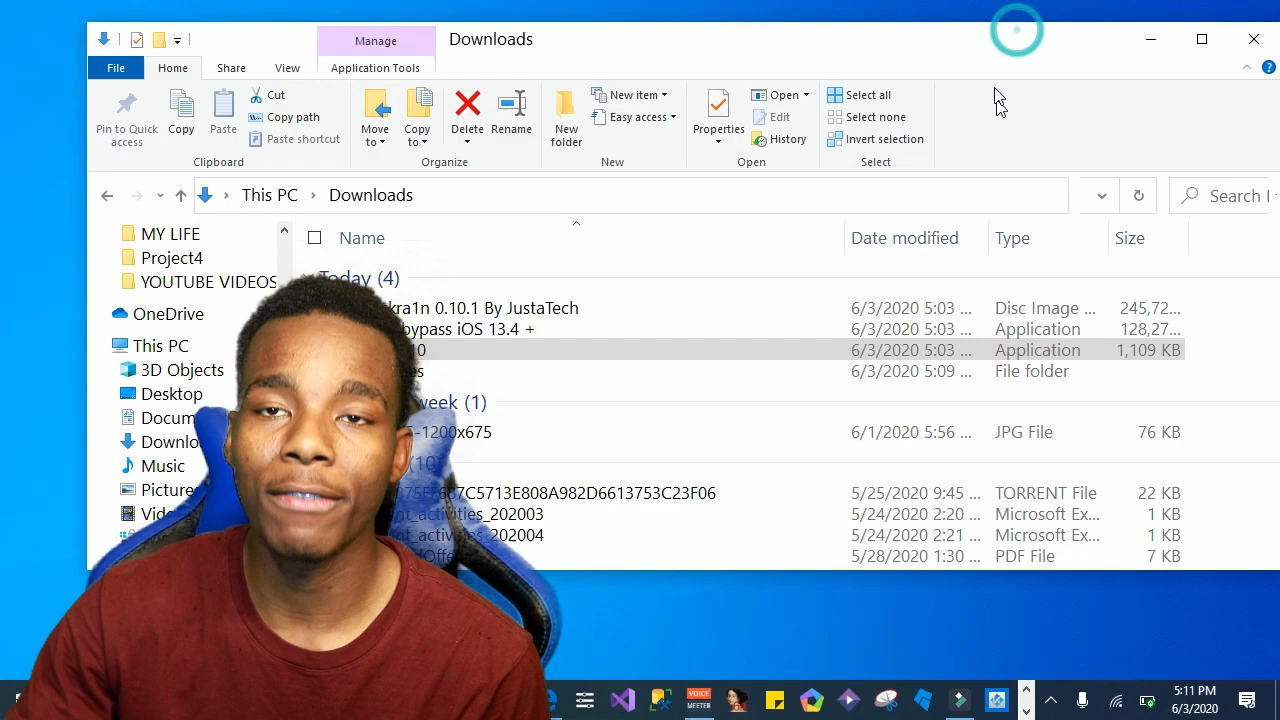 Manage
Downloads
File
Home
Share
View
Application Tools
Pin to Quick access
Copy
Paste
Cut
Copy path
Paste shortcut
Clipboard
Move to
Copy to
Delete
Rename
Organize
New folder
New item
Easy access
New
Properties
Open
Edit
History
Open
Select all
Select none
Invert selection
Select
This PC
Downloads
Search
MY LIFE
Project4
YOUTUBE VIDEOS
OneDrive
This PC
3D Objects
Desktop
Docum
Downlo
Music
Picture
Name
Date modified
Type
Size
Today (4)
kra1n 0.10.1 By JustaTech
6/3/2020 5:03 ...
Disc Image ...
245,72...
bypass iOS 13.4 +
6/3/2020 5:03 ...
Application
128,27...
10
6/3/2020 5:03 ...
Application
1,109 KB
6/3/2020 5:09 ...
File folder
week (1)
-1200x675
6/1/2020 5:56 ...
JPG File
76 KB
(10)
C5713E808A982D6613753C23F06
5/25/2020 9:45 ...
TORRENT File
22 KB
nt_activities_202003
5/24/2020 2:20 ...
Microsoft Ex...
1 KB
nt_activities_202004
5/24/2020 2:21 ...
Microsoft Ex...
1 KB
5/28/2020 1:30 ...
PDF File
7 KB
VOICE
MEETER
5:11 PM
6/3/2020